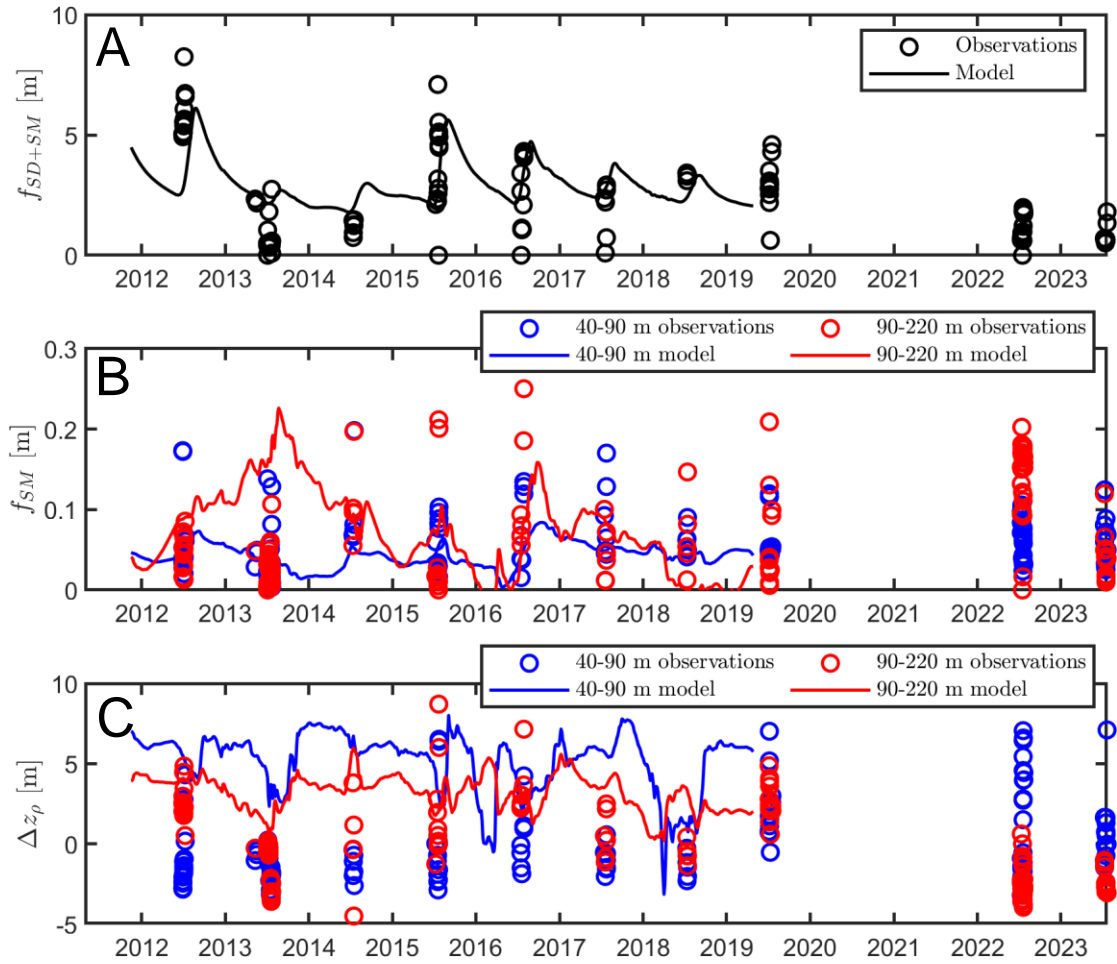 A
10
5
0
f_{SD+SM} [m]
Observations
Model
2012 2013 2014 2015 2016 2017 2018 2019 2020 2021 2022 2023
40-90 m observations 90-220 m observations
40-90 m model 90-220 m model
B
0.3
0.2
0.1
0
f_{SM} [m]
2012 2013 2014 2015 2016 2017 2018 2019 2020 2021 2022 2023
40-90 m observations 90-220 m observations
40-90 m model 90-220 m model
C
10
5
0
-5
Δz_ρ [m]
2012 2013 2014 2015 2016 2017 2018 2019 2020 2021 2022 2023